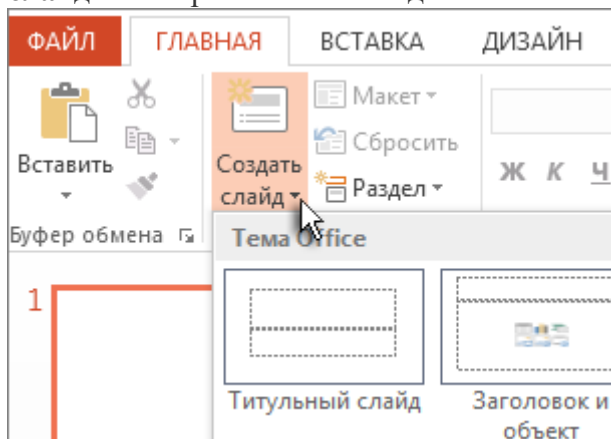 ФАЙЛ ГЛАВНАЯ ВСТАВКА ДИЗАЙН
Вставить
Создать
слайд
Макет
Сбросить
Раздел
Ж К Ч
Буфер обмена
Тема Office
1
Титульный слайд
Заголовок и
объект